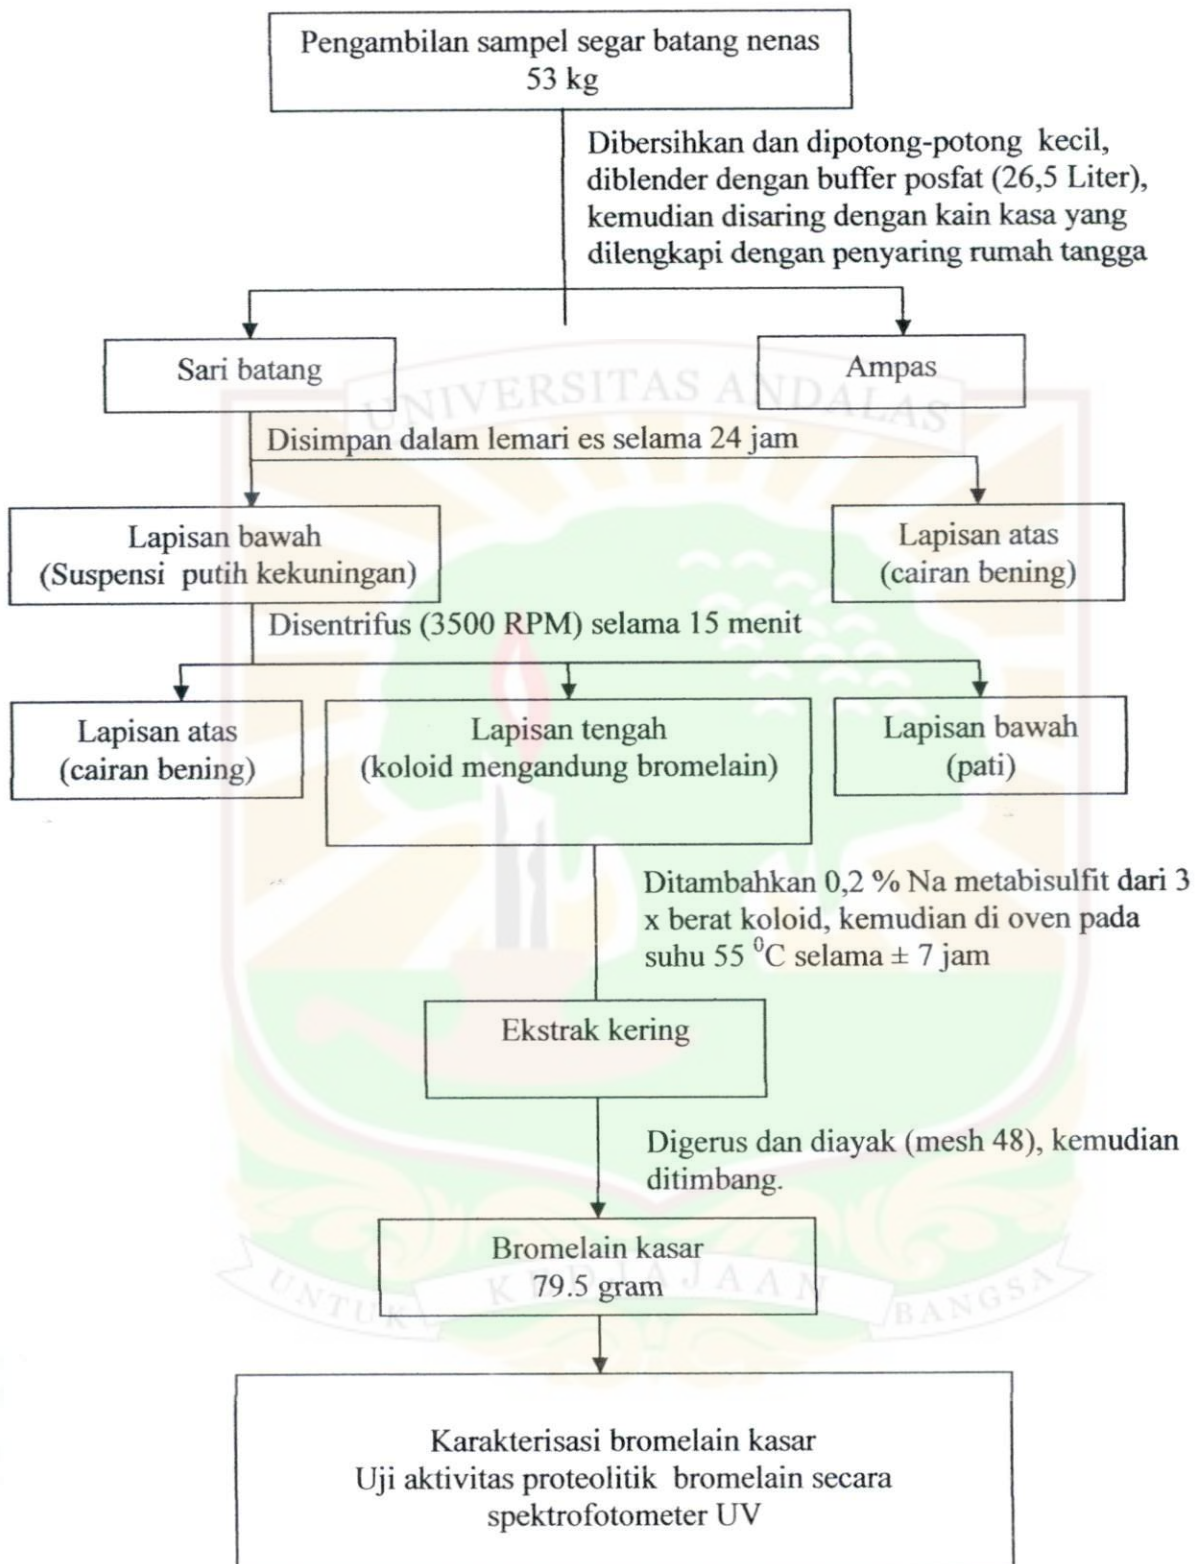 Pengambilan sampel segar batang nenas
53 kg
Dibersihkan dan dipotong-potong kecil,
diblender dengan buffer posfat (26,5 Liter),
kemudian disaring dengan kain kasa yang
dilengkapi dengan penyaring rumah tangga
Sari batang
Ampas
UNIVERSITAS ANDALAS
Disimpan dalam lemari es selama 24 jam
Lapisan bawah
(Suspensi putih kekuningan)
Lapisan atas
(cairan bening)
Disentrifus (3500 RPM) selama 15 menit
Lapisan atas
(cairan bening)
Lapisan tengah
(koloid mengandung bromelain)
Lapisan bawah
(pati)
Ditambahkan 0,2 % Na metabisulfit dari 3
x berat koloid, kemudian di oven pada
suhu 55 ⁰C selama ± 7 jam
Ekstrak kering
Digerus dan diayak (mesh 48), kemudian
ditimbang.
Bromelain kasar
79.5 gram
UNTUK KEDJAJAAN BANGSA
Karakterisasi bromelain kasar
Uji aktivitas proteolitik bromelain secara
spektrofotometer UV